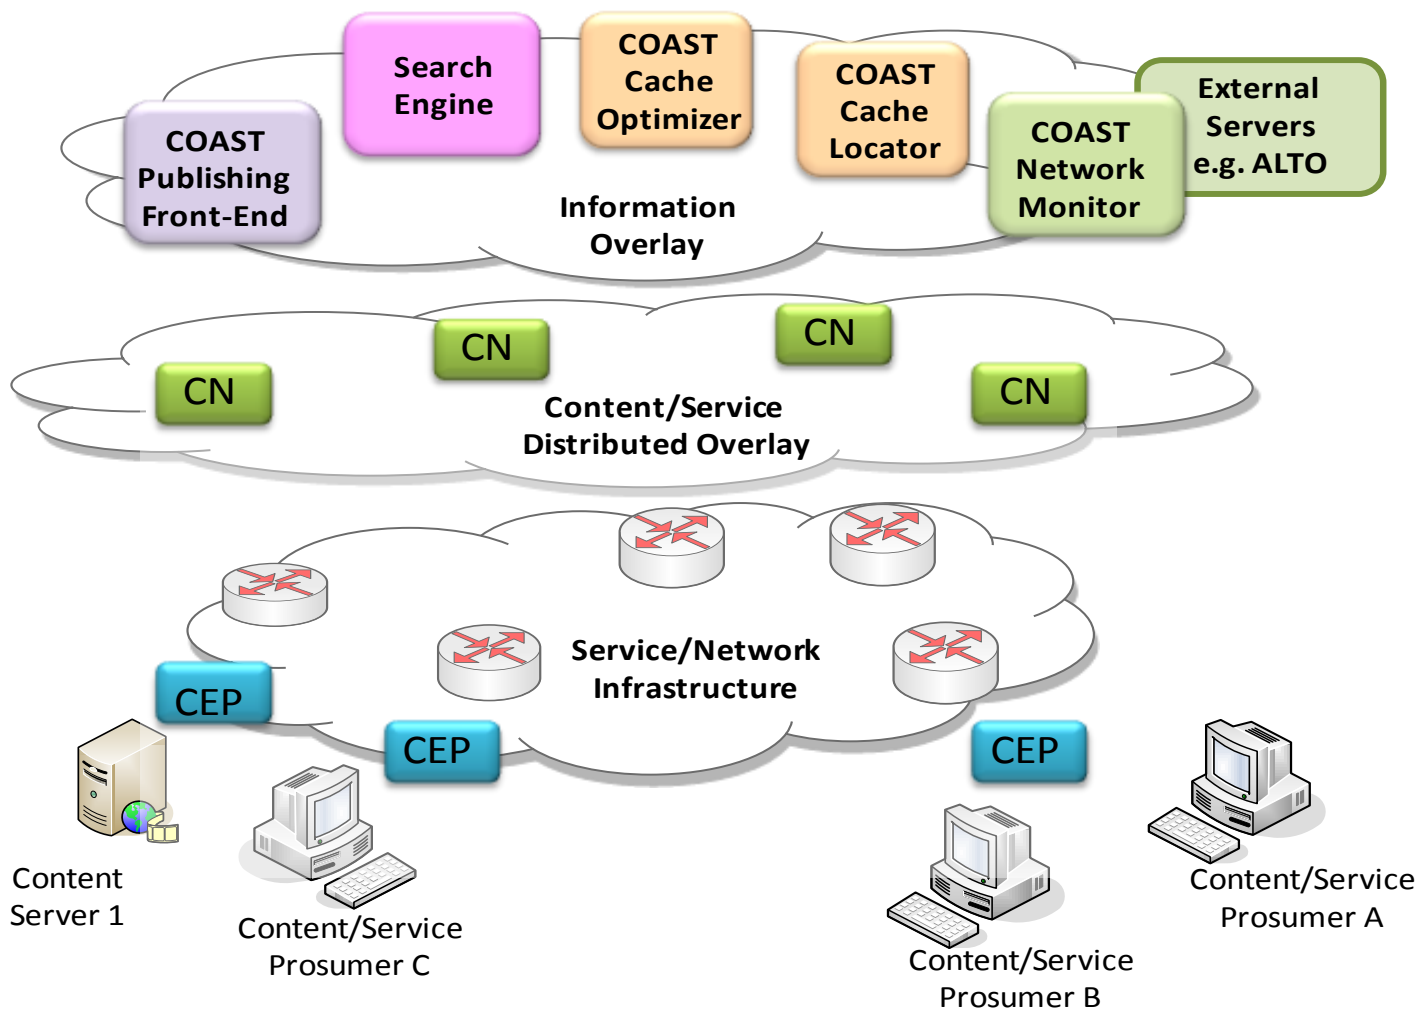 COAST
Publishing
Front-End
Search
Engine
COAST
Cache
Optimizer
COAST
Cache
Locator
COAST
Network
Monitor
External
Servers
e.g. ALTO
Information
Overlay
CN
CN
CN
CN
Content/Service
Distributed Overlay
Service/Network
Infrastructure
CEP
CEP
CEP
Content
Server 1
Content/Service
Prosumer C
Content/Service
Prosumer B
Content/Service
Prosumer A